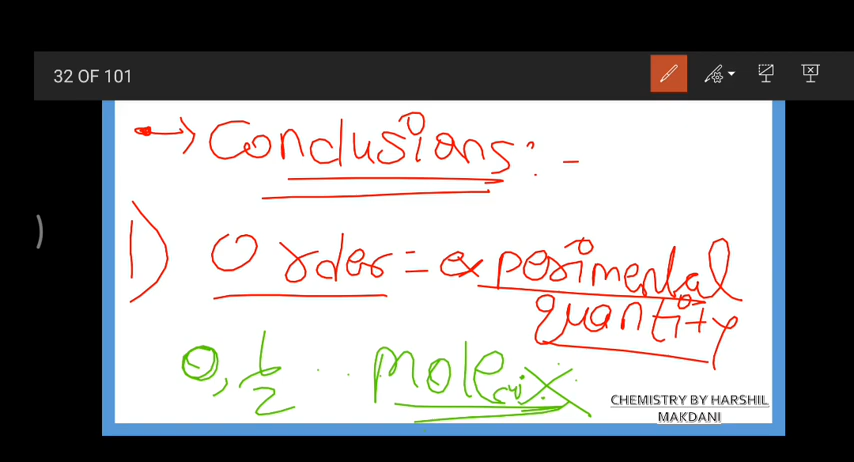 32 OF 101
→ Conclusions :-
1) Order = experimental
quantity
0, 1/2 ..
CHEMISTRY BY HARSHIL
MAKDANI